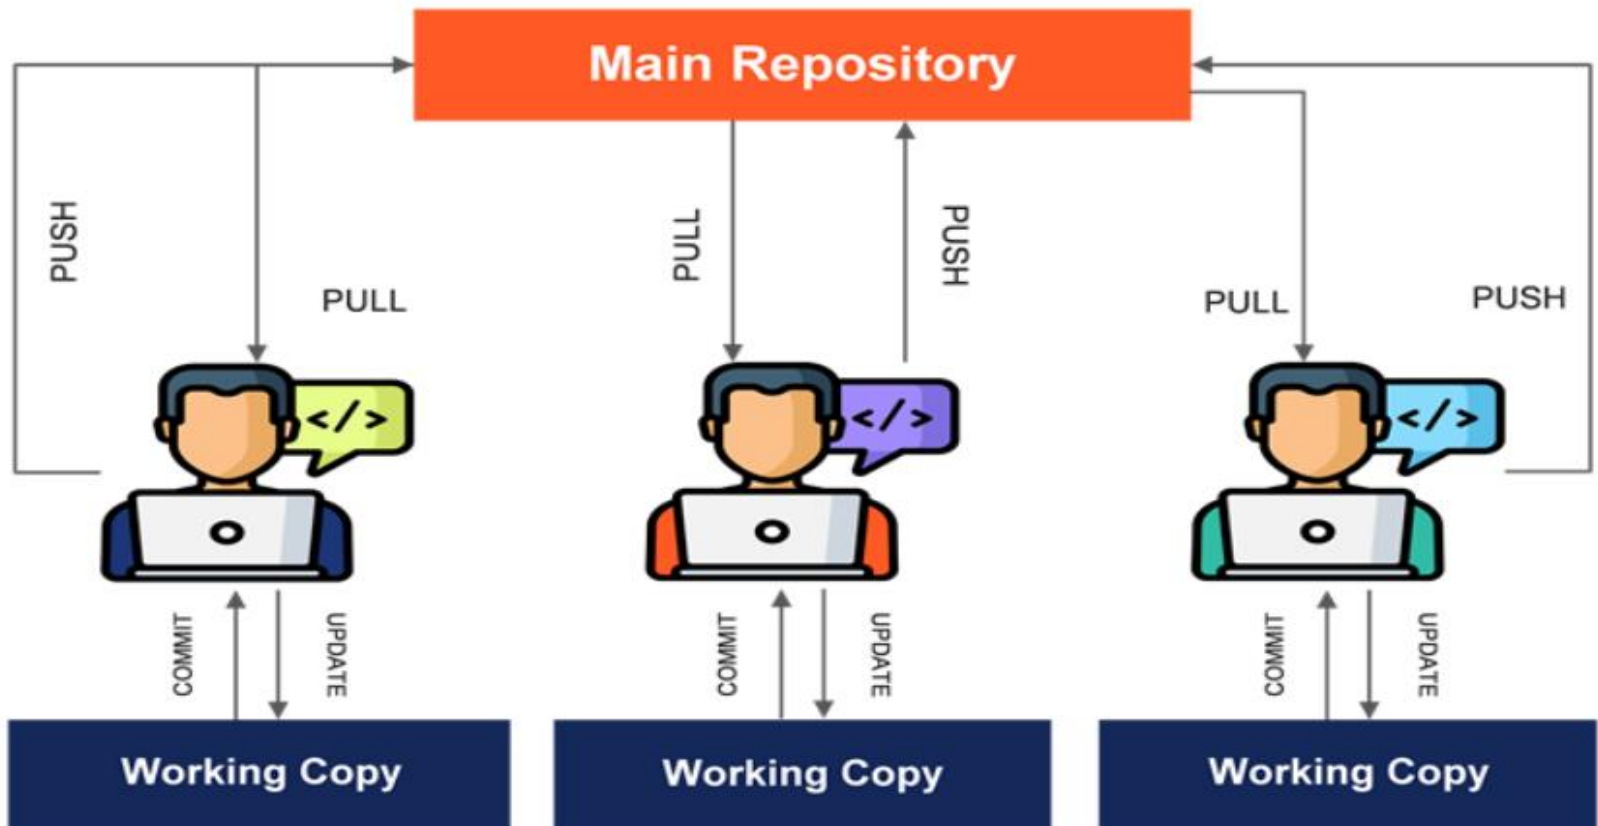 Main Repository
PUSH
PULL
PULL
PUSH
PULL
PUSH
</>
</>
</>
COMMIT
UPDATE
COMMIT
UPDATE
COMMIT
UPDATE
Working Copy
Working Copy
Working Copy